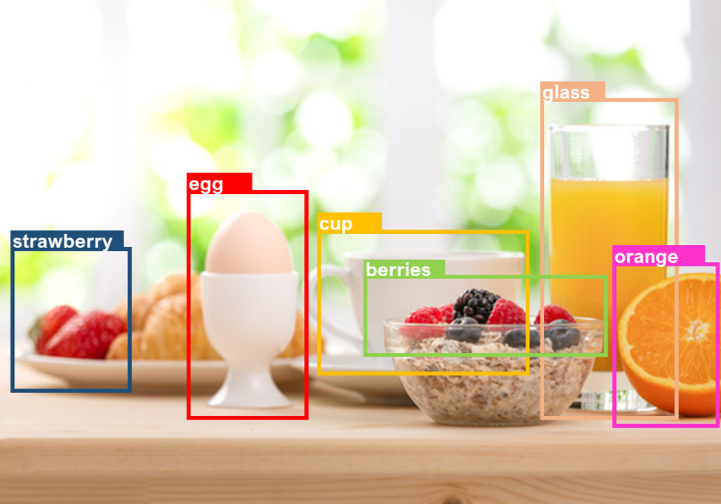 glass
egg
cup
strawberry
orange
berries